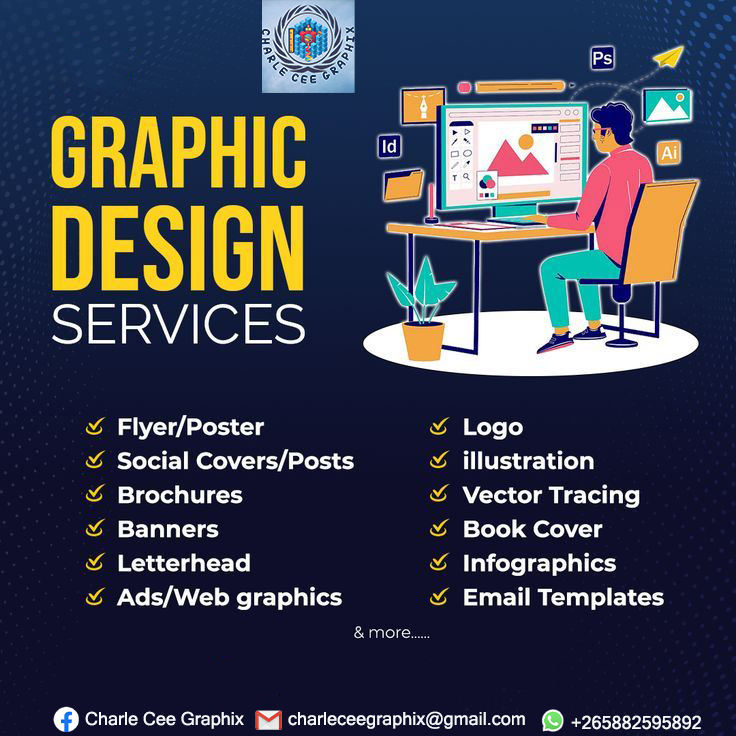 CHARLE CEE GRAPHIX
GRAPHIC
DESIGN
SERVICES
Ps
Id
Ai
T
Flyer/Poster
Social Covers/Posts
Brochures
Banners
Letterhead
Ads/Web graphics
Logo
illustration
Vector Tracing
Book Cover
Infographics
Email Templates
& more......
Charle Cee Graphix
charleceegraphix@gmail.com
+265882595892